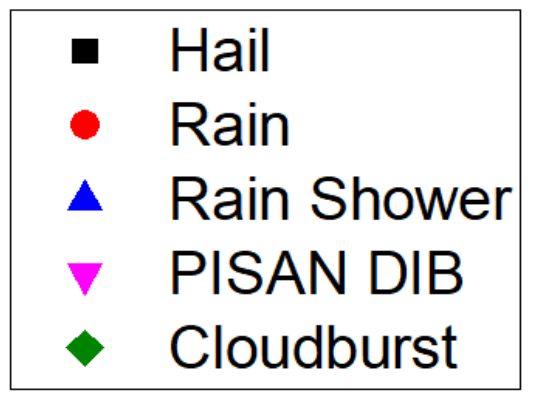 Hail
Rain
Rain Shower
PISAN DIB
Cloudburst